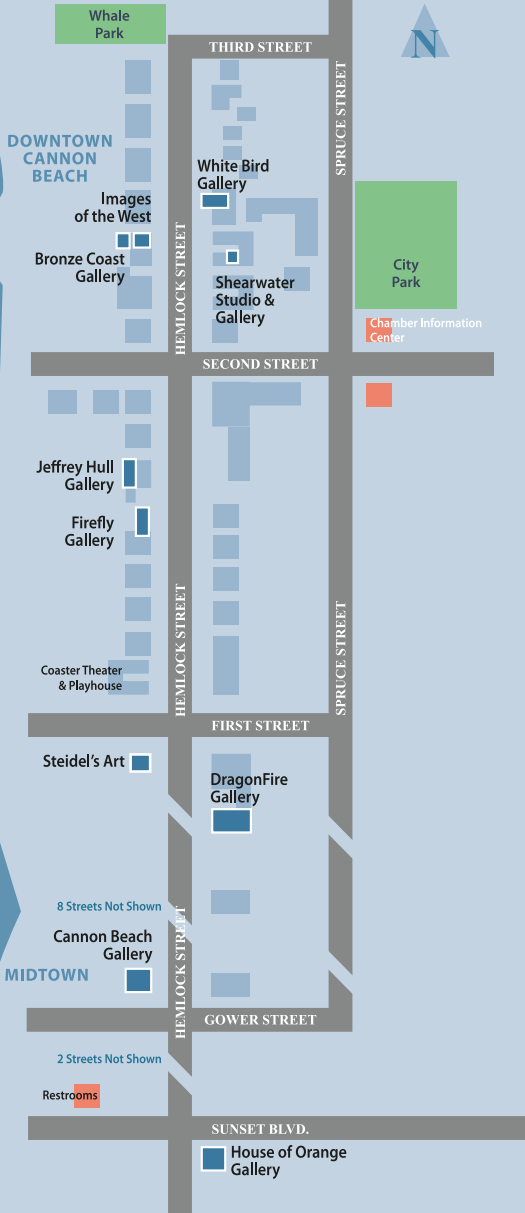 Whale
Park
N
THIRD STREET
SPRUCE STREET
DOWNTOWN
CANNON
BEACH
White Bird
Gallery
Images
of the West
HEMLOCK STREET
Bronze Coast
Gallery
City
Park
Shearwater
Studio &
Gallery
Chamber Information
Center
SECOND STREET
Jeffrey Hull
Gallery
Firefly
Gallery
HEMLOCK STREET
SPRUCE STREET
Coaster Theater
& Playhouse
FIRST STREET
Steidel's Art
DragonFire
Gallery
8 Streets Not Shown
HEMLOCK STREET
Cannon Beach
Gallery
MIDTOWN
GOWER STREET
2 Streets Not Shown
Restrooms
SUNSET BLVD.
House of Orange
Gallery